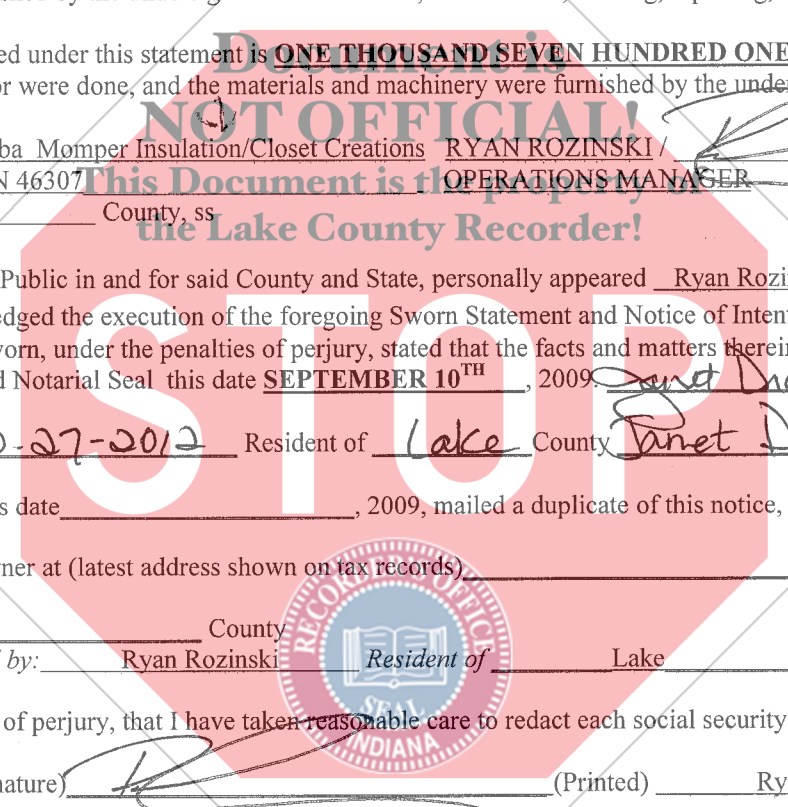 ed under this statement is ONE THOUSAND SEVEN HUNDRED ONE
Document is
or were done, and the materials and machinery were furnished by the under
NOT OFFICIAL!
ba Momper Insulation/Closet Creations RYAN ROZINSKI /
N 46307 OPERATIONS MANAGER
This Document is the property of
County, ss
the Lake County Recorder!
Public in and for said County and State, personally appeared Ryan Rozi
edged the execution of the foregoing Sworn Statement and Notice of Inten
vorn, under the penalties of perjury, stated that the facts and matters therein
d Notarial Seal this date SEPTEMBER 10TH, 2009. Janet
STOP
-27-2012 Resident of Lake County Janet D
s date , 2009, mailed a duplicate of this notice,
ner at (latest address shown on tax records)
RECORDER'S OFFIC
County
by: Ryan Rozinski Resident of Lake
SEAL
of perjury, that I have taken reasonable care to redact each social security
INDIANA
nature) (Printed) Ry